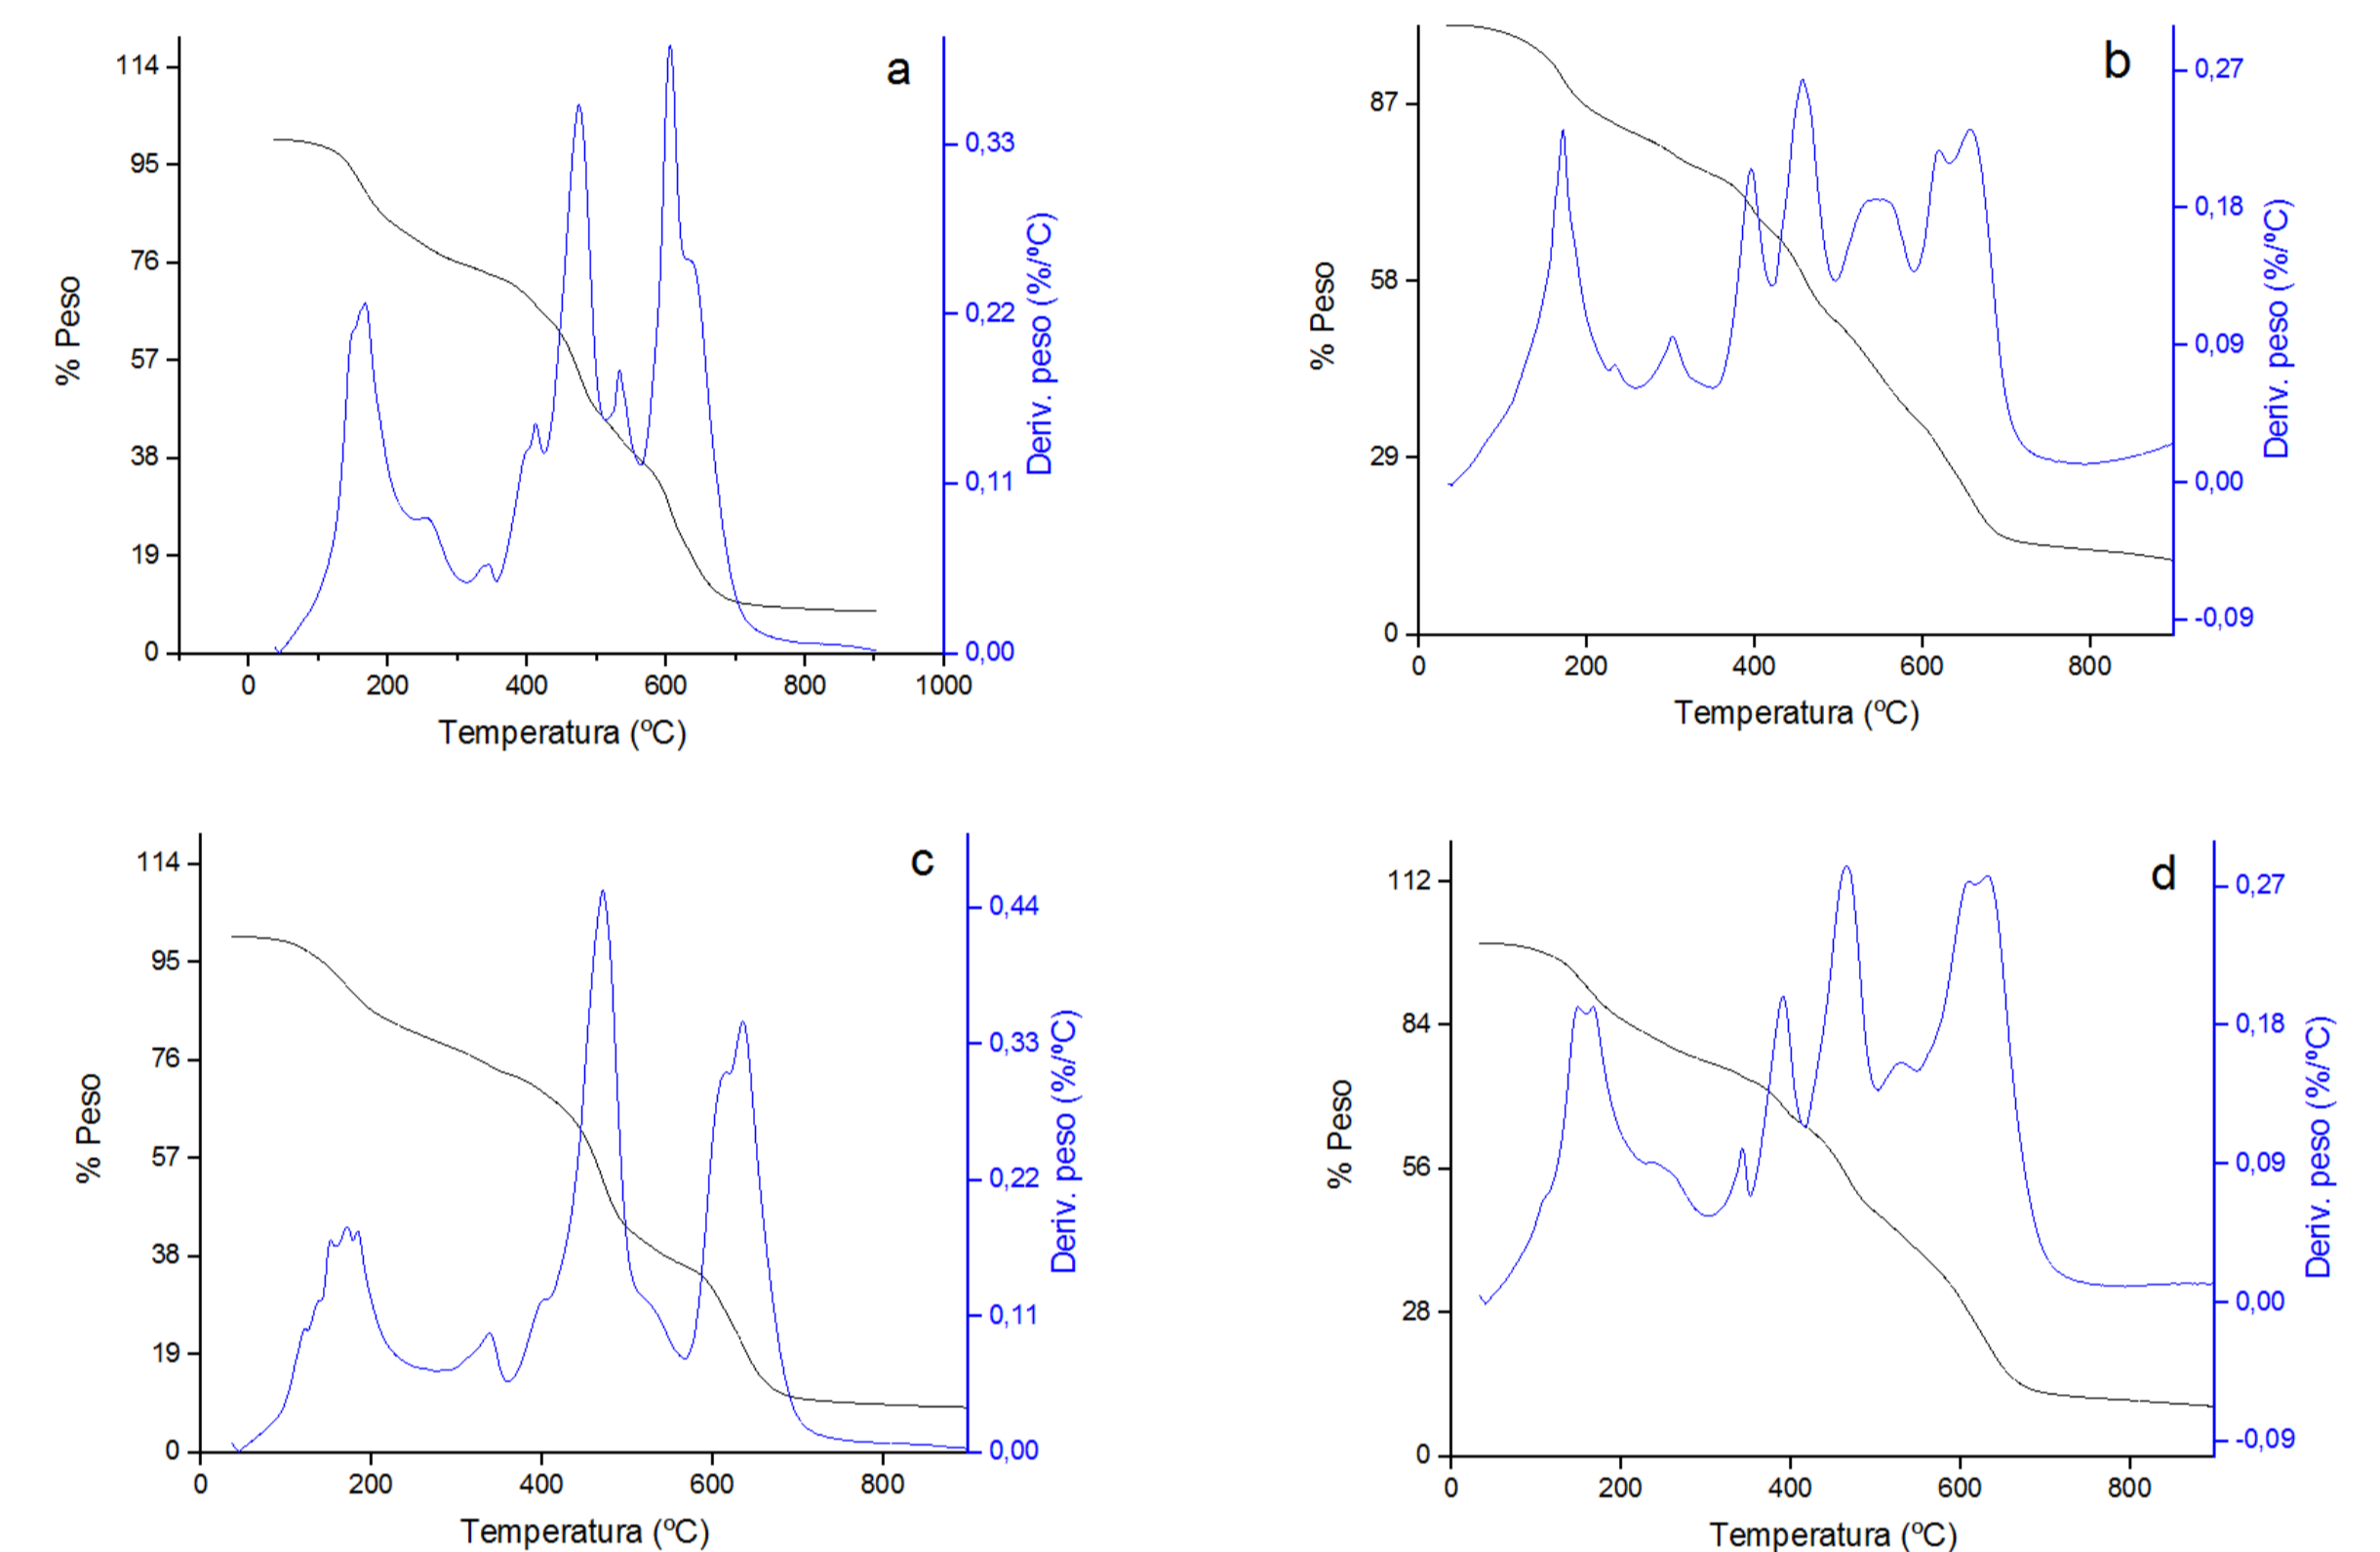 a
114
95
76
57
38
19
0
% Peso
0,33
0,22
0,11
0,00
Deriv. peso (%/ºC)
0 200 400 600 800 1000
Temperatura (ºC)
b
87
58
29
0
% Peso
0,27
0,18
0,09
0,00
-0,09
Deriv. peso (%/ºC)
0 200 400 600 800
Temperatura (ºC)
c
114
95
76
57
38
19
0
% Peso
0,44
0,33
0,22
0,11
0,00
Deriv. peso (%/ºC)
0 200 400 600 800
Temperatura (ºC)
d
112
84
56
28
0
% Peso
0,27
0,18
0,09
0,00
-0,09
Deriv. peso (%/ºC)
0 200 400 600 800
Temperatura (ºC)